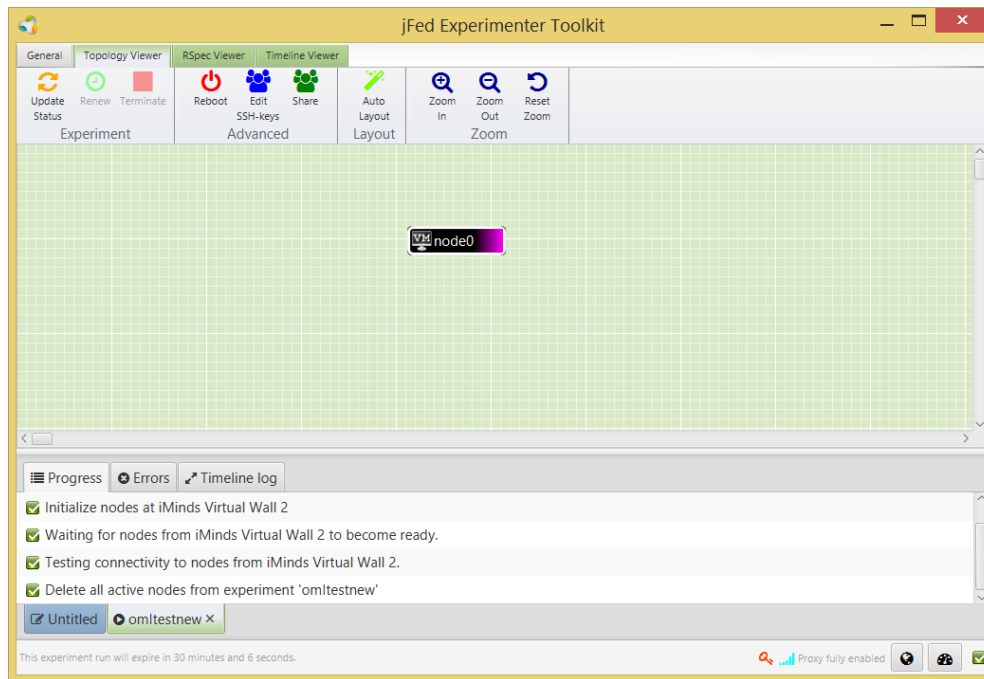 jFed Experimenter Toolkit
General Topology Viewer RSpec Viewer Timeline Viewer
Update Status Renew Terminate Reboot Edit SSH-keys Share Auto Layout Zoom In Zoom Out Reset Zoom
Experiment Advanced Layout Zoom
VM node0
Progress Errors Timeline log
Initialize nodes at iMinds Virtual Wall 2
Waiting for nodes from iMinds Virtual Wall 2 to become ready.
Testing connectivity to nodes from iMinds Virtual Wall 2.
Delete all active nodes from experiment 'omltestnew'
Untitled omltestnew
This experiment run will expire in 30 minutes and 6 seconds. Proxy fully enabled